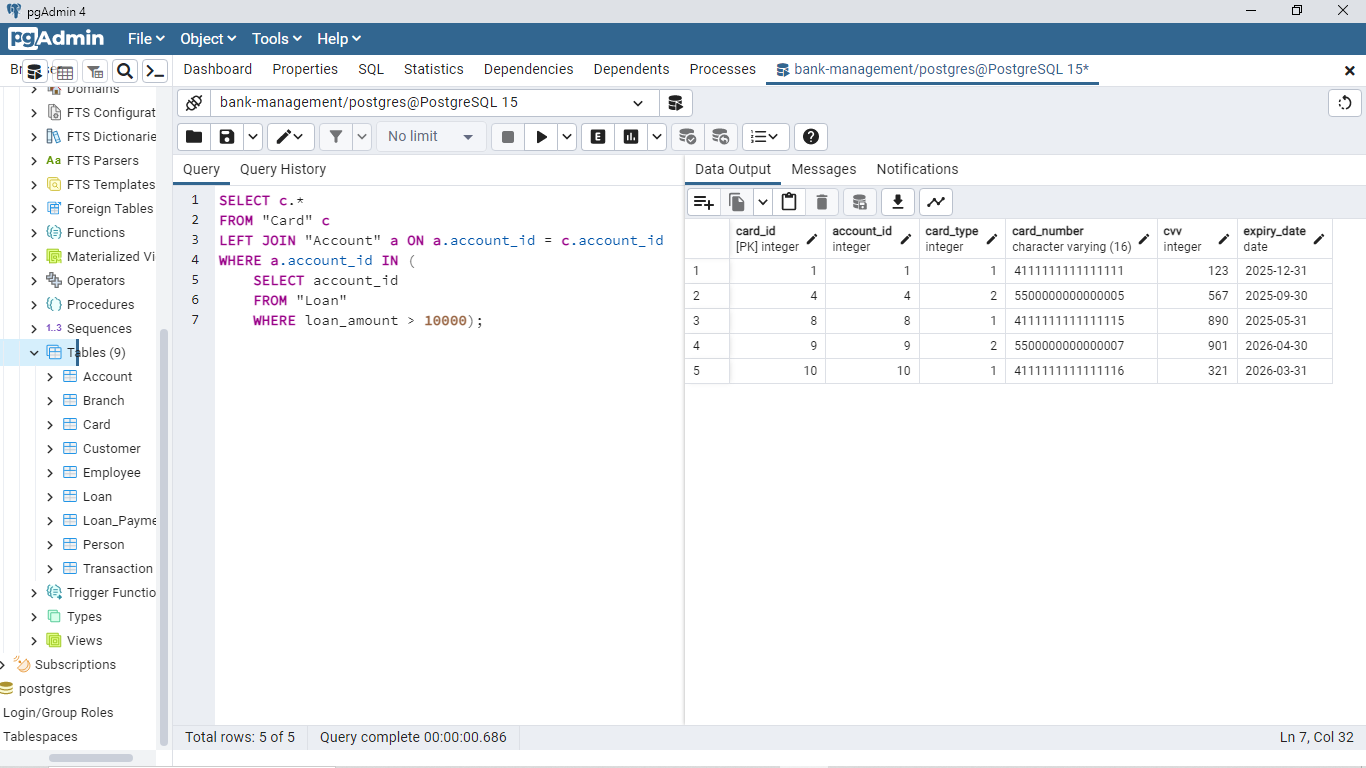 pgAdmin 4
pgAdmin File Object Tools Help
Dashboard Properties SQL Statistics Dependencies Dependents Processes bank-management/postgres@PostgreSQL 15*
bank-management/postgres@PostgreSQL 15
No limit
E
Query Query History
1 SELECT c.*
2 FROM "Card" c
3 LEFT JOIN "Account" a ON a.account_id = c.account_id
4 WHERE a.account_id IN (
5 SELECT account_id
6 FROM "Loan"
7 WHERE loan_amount > 10000);
Data Output Messages Notifications
card_id account_id card_type card_number cvv expiry_date
[PK] integer integer integer character varying (16) integer date
1 1 1 1 4111111111111111 123 2025-12-31
2 4 4 2 5500000000000005 567 2025-09-30
3 8 8 1 4111111111111115 890 2025-05-31
4 9 9 2 5500000000000007 901 2026-04-30
5 10 10 1 4111111111111116 321 2026-03-31
Domains
FTS Configurat
FTS Dictionarie
Aa FTS Parsers
FTS Templates
Foreign Tables
Functions
Materialized Vi
Operators
Procedures
1..3 Sequences
Tables (9)
Account
Branch
Card
Customer
Employee
Loan
Loan_Payme
Person
Transaction
Trigger Functio
Types
Views
Subscriptions
postgres
Login/Group Roles
Tablespaces
Total rows: 5 of 5 Query complete 00:00:00.686 Ln 7, Col 32